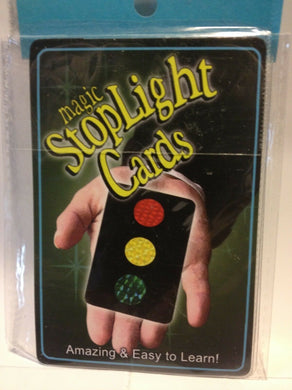 magic
StopLight
Cards
Amazing & Easy to Learn!